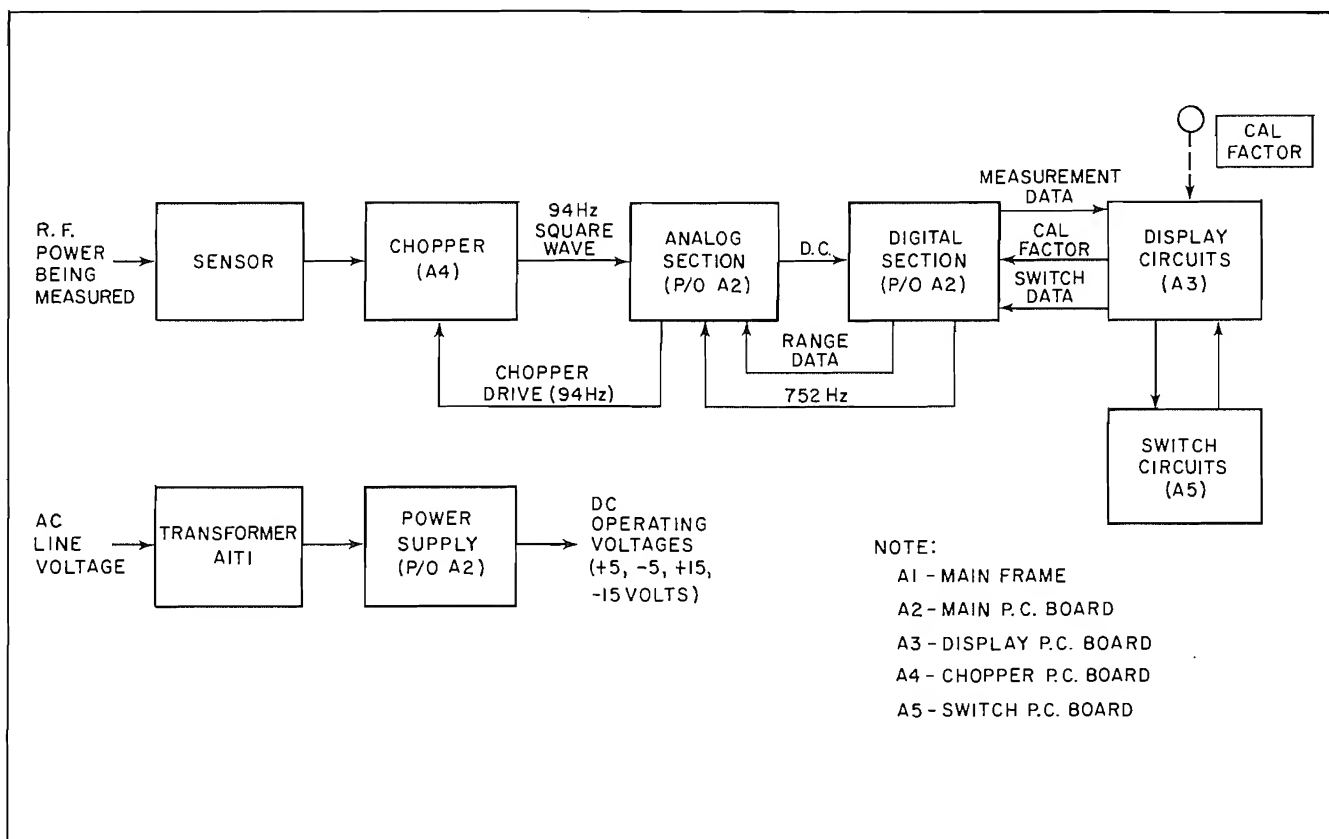 CAL
FACTOR
R. F.
POWER
BEING
MEASURED
SENSOR
CHOPPER
(A4)
94Hz
SQUARE
WAVE
ANALOG
SECTION
(P/O A2)
D.C.
DIGITAL
SECTION
(P/O A2)
MEASUREMENT
DATA
CAL
FACTOR
SWITCH
DATA
DISPLAY
CIRCUITS
(A3)
CHOPPER
DRIVE (94Hz)
RANGE
DATA
752 Hz
SWITCH
CIRCUITS
(A5)
AC
LINE
VOLTAGE
TRANSFORMER
A1T1
POWER
SUPPLY
(P/O A2)
DC
OPERATING
VOLTAGES
(+5, -5, +15,
-15 VOLTS)
NOTE:
A1 - MAIN FRAME
A2 - MAIN P.C. BOARD
A3 - DISPLAY P.C. BOARD
A4 - CHOPPER P.C. BOARD
A5 - SWITCH P.C. BOARD